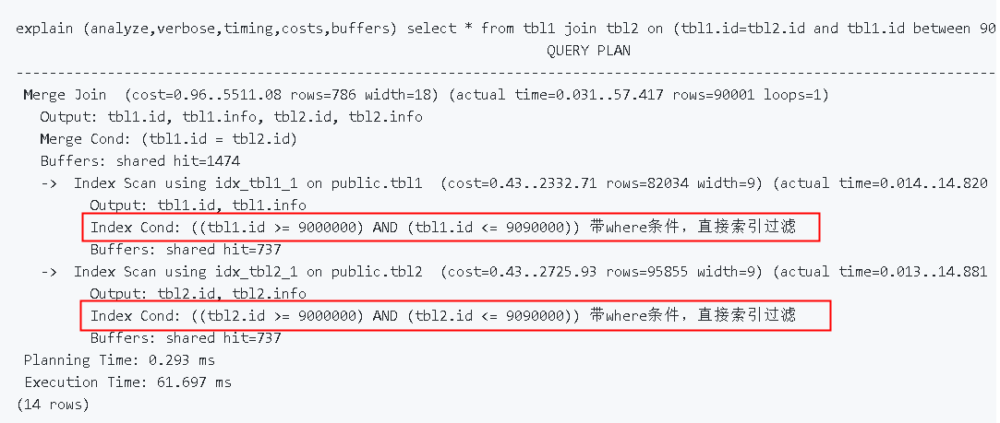 explain (analyze,verbose,timing,costs,buffers) select * from tbl1 join tbl2 on (tbl1.id=tbl2.id and tbl1.id between 90
QUERY PLAN
--------------------------------------------------------------------------------------------------------------------------------------
Merge Join  (cost=0.96..5511.08 rows=786 width=18) (actual time=0.031..57.417 rows=90001 loops=1)
Output: tbl1.id, tbl1.info, tbl2.id, tbl2.info
Merge Cond: (tbl1.id = tbl2.id)
Buffers: shared hit=1474
->  Index Scan using idx_tbl1_1 on public.tbl1  (cost=0.43..2332.71 rows=82034 width=9) (actual time=0.014..14.820
Output: tbl1.id, tbl1.info
Index Cond: ((tbl1.id >= 9000000) AND (tbl1.id <= 9090000)) 带where条件，直接索引过滤
Buffers: shared hit=737
->  Index Scan using idx_tbl2_1 on public.tbl2  (cost=0.43..2725.93 rows=95855 width=9) (actual time=0.013..14.881
Output: tbl2.id, tbl2.info
Index Cond: ((tbl2.id >= 9000000) AND (tbl2.id <= 9090000)) 带where条件，直接索引过滤
Buffers: shared hit=737
Planning Time: 0.293 ms
Execution Time: 61.697 ms
(14 rows)